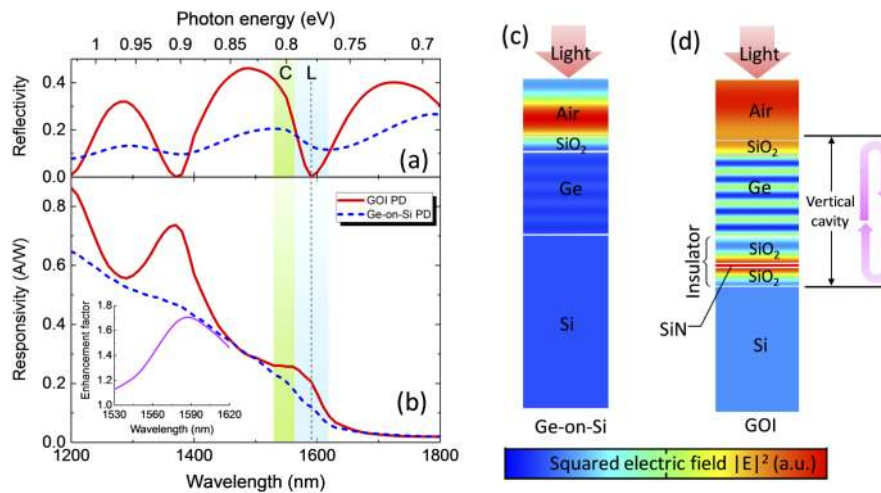 Photon energy (eV)
1 0.95 0.9 0.85 0.8 0.75 0.7
C L
Reflectivity
0.4
0.2
0.0
(a)
GOI PD
Ge-on-Si PD
Responsivity (A/W)
0.8
0.6
0.4
0.2
0.0
Enhancement factor
1.8
1.6
1.4
1.2
1.0
1530 1560 1590 1620
Wavelength (nm)
(b)
1200 1400 1600 1800
Wavelength (nm)
(c)
Light
Air
SiO2
Ge
Si
Ge-on-Si
(d)
Light
Air
SiO2
Ge
Vertical
cavity
Insulator
SiO2
SiO2
SiN
Si
GOI
Squared electric field |E|² (a.u.)